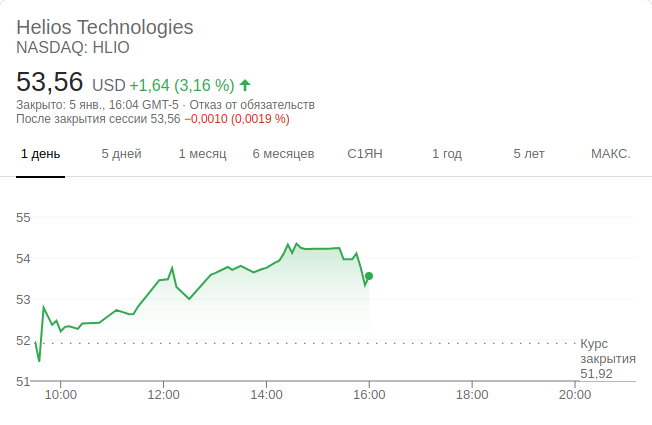 Helios Technologies
NASDAQ: HLIO
53,56 USD +1,64 (3,16 %)
Закрыто: 5 янв., 16:04 GMT-5 · Отказ от обязательств
После закрытия сессии 53,56 −0,0010 (0,0019 %)
1 день 5 дней 1 месяц 6 месяцев С1ЯН 1 год 5 лет МАКС.
55
54
53
52
Курс
закрытия
51,92
51
10:00 12:00 14:00 16:00 18:00 20:00